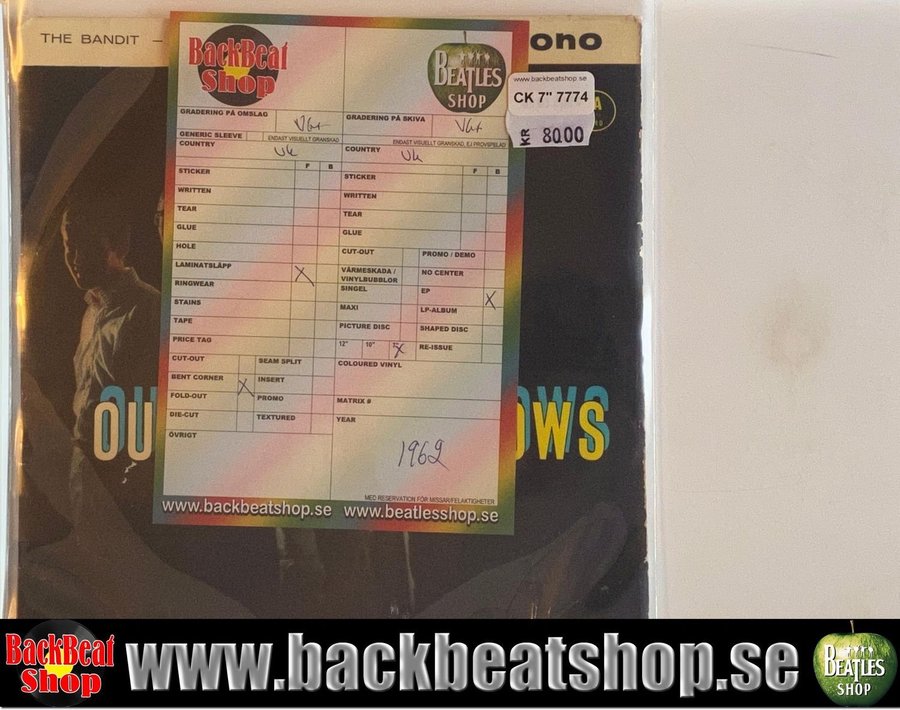 THE BANDIT –
ono
BackBeat
Shop
BEATLES
SHOP
www.backbeatshop.se
CK 7" 7774
KR 80.00
A
GRADERING PÅ OMSLAG VG+
GRADERING PÅ SKIVA VG+
GENERIC SLEEVE
ENDAST VISUELLT GRANSKAD
ENDAST VISUELLT GRANSKAD, EJ PROVSPELAD
COUNTRY UK
COUNTRY UK
F B
F B
STICKER
WRITTEN
TEAR
GLUE
HOLE
LAMINATSLÄPP
RINGWEAR X
STAINS
TAPE
PRICE TAG
CUT-OUT
SEAM SPLIT
BENT CORNER X
INSERT
FOLD-OUT
PROMO
DIE-CUT
TEXTURED
ÖVRIGT
STICKER
WRITTEN
TEAR
GLUE
CUT-OUT
PROMO / DEMO
VÄRMESKADA /
VINYLBUBBLOR
NO CENTER
SINGEL
EP X
MAXI
LP-ALBUM
PICTURE DISC
SHAPED DISC
12" 10" 7" X
RE-ISSUE
COLOURED VINYL
MATRIX #
YEAR
1962
MED RESERVATION FÖR MISSAR/FELAKTIGHETER
www.backbeatshop.se www.beatlesshop.se
OU
OWS
BackBeat
Shop
www.backbeatshop.se
BEATLES
SHOP